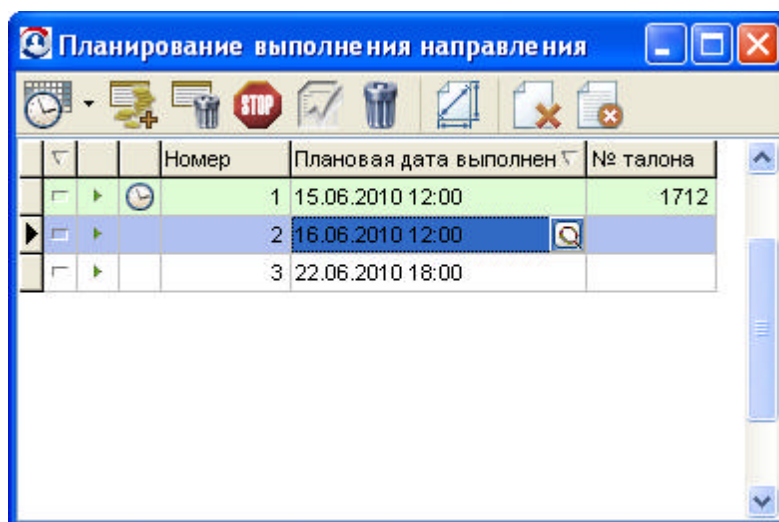 Планирование выполнения направления
STOP
Номер Плановая дата выполнен № талона
1 15.06.2010 12:00 1712
2 16.06.2010 12:00
3 22.06.2010 18:00